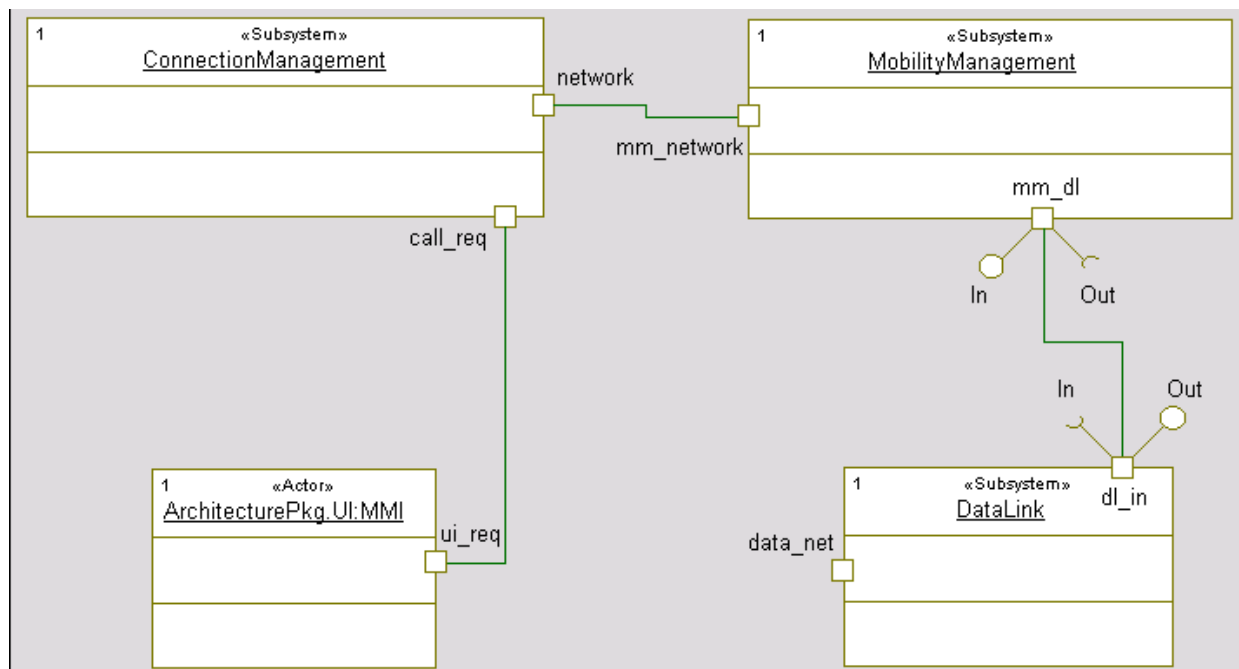 1
«Subsystem»
ConnectionManagement
network
1
«Subsystem»
MobilityManagement
mm_network
mm_dl
call_req
In
Out
In
Out
1
«Actor»
ArchitecturePkg.UI:MMI
ui_req
1
«Subsystem»
DataLink
dl_in
data_net